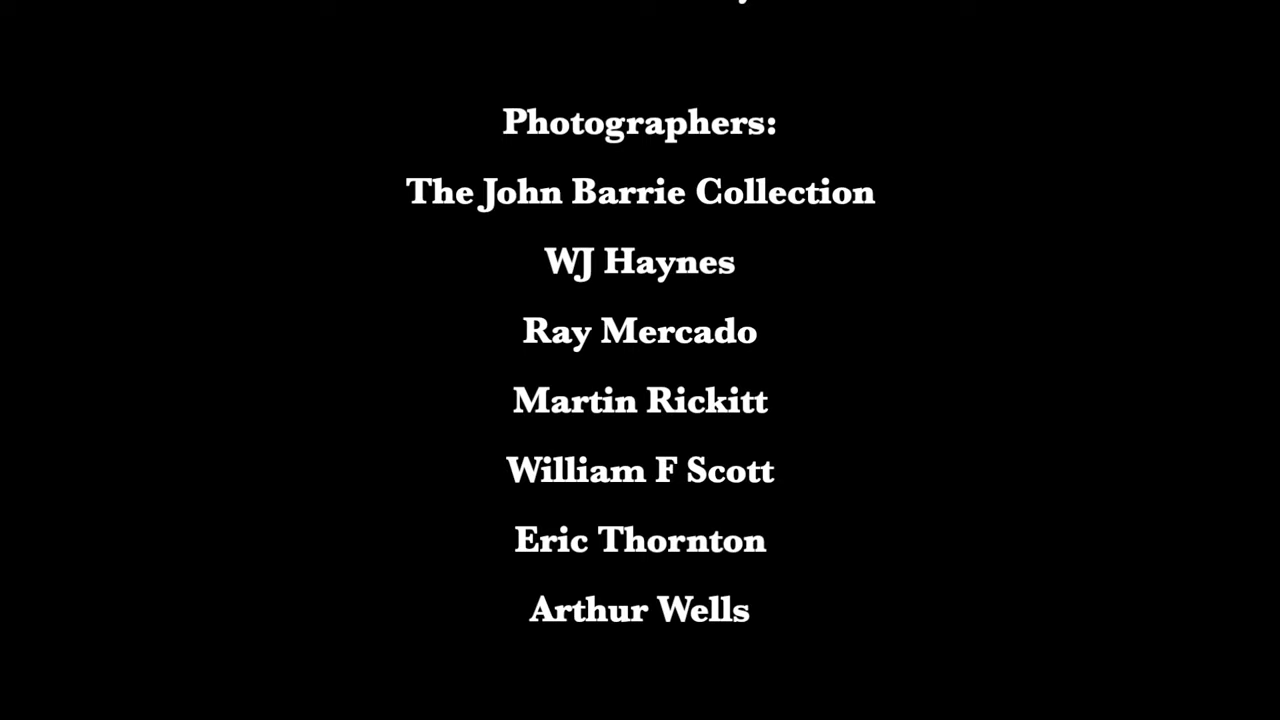 Photographers:
The John Barrie Collection
WJ Haynes
Ray Mercado
Martin Rickitt
William F Scott
Eric Thornton
Arthur Wells